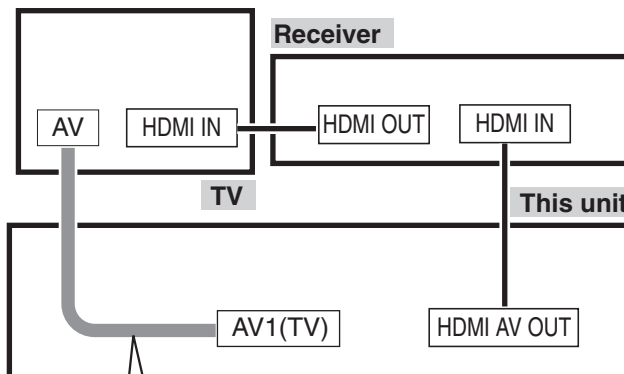 Receiver
AV
HDMI IN
HDMI OUT
HDMI IN
TV
This unit
AV1(TV)
HDMI AV OUT